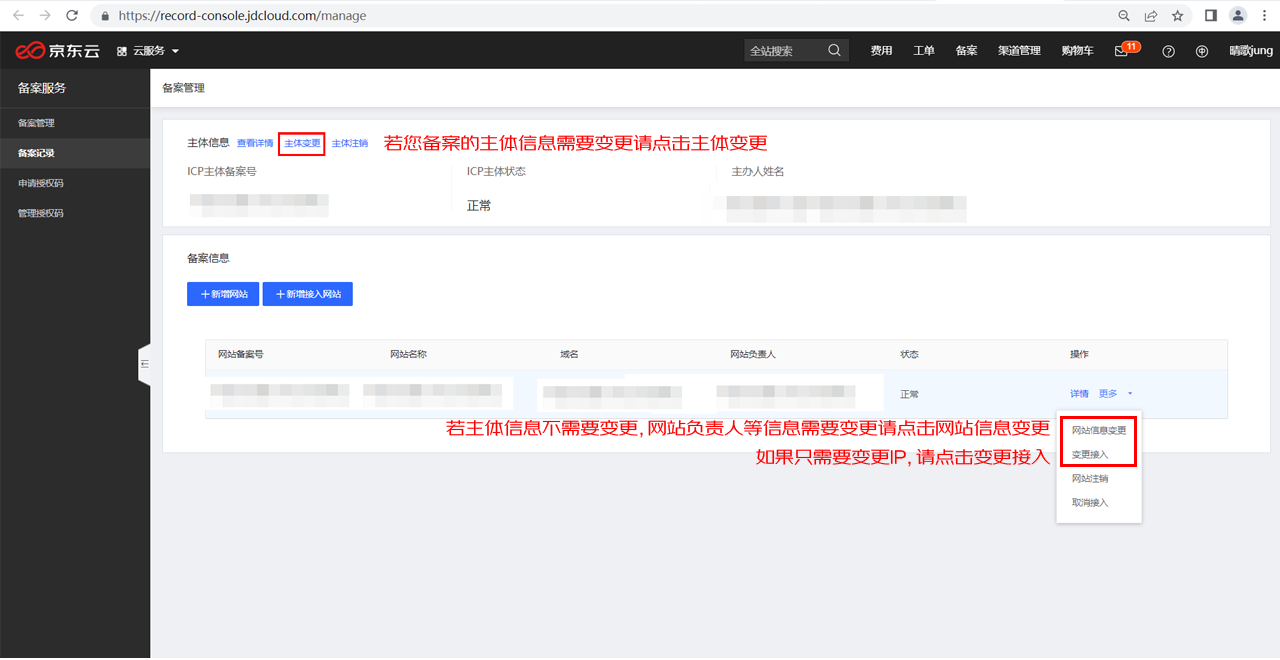 https://record-console.jdcloud.com/manage
京东云 云服务 全站搜索 费用 工单 备案 渠道管理 购物车 11 晴歌jung
备案服务
备案管理
备案记录
申请授权码
管理授权码
备案管理
主体信息 查看详情 主体变更 主体注销 若您备案的主体信息需要变更请点击主体变更
ICP主体备案号 ICP主体状态 主办人姓名
正常
备案信息
+新增网站 +新增接入网站
网站备案号 网站名称 域名 网站负责人 状态 操作
正常 详情 更多
若主体信息不需要变更, 网站负责人等信息需要变更请点击网站信息变更
网站信息变更
如果只需要变更IP, 请点击变更接入
变更接入
网站注销
取消接入